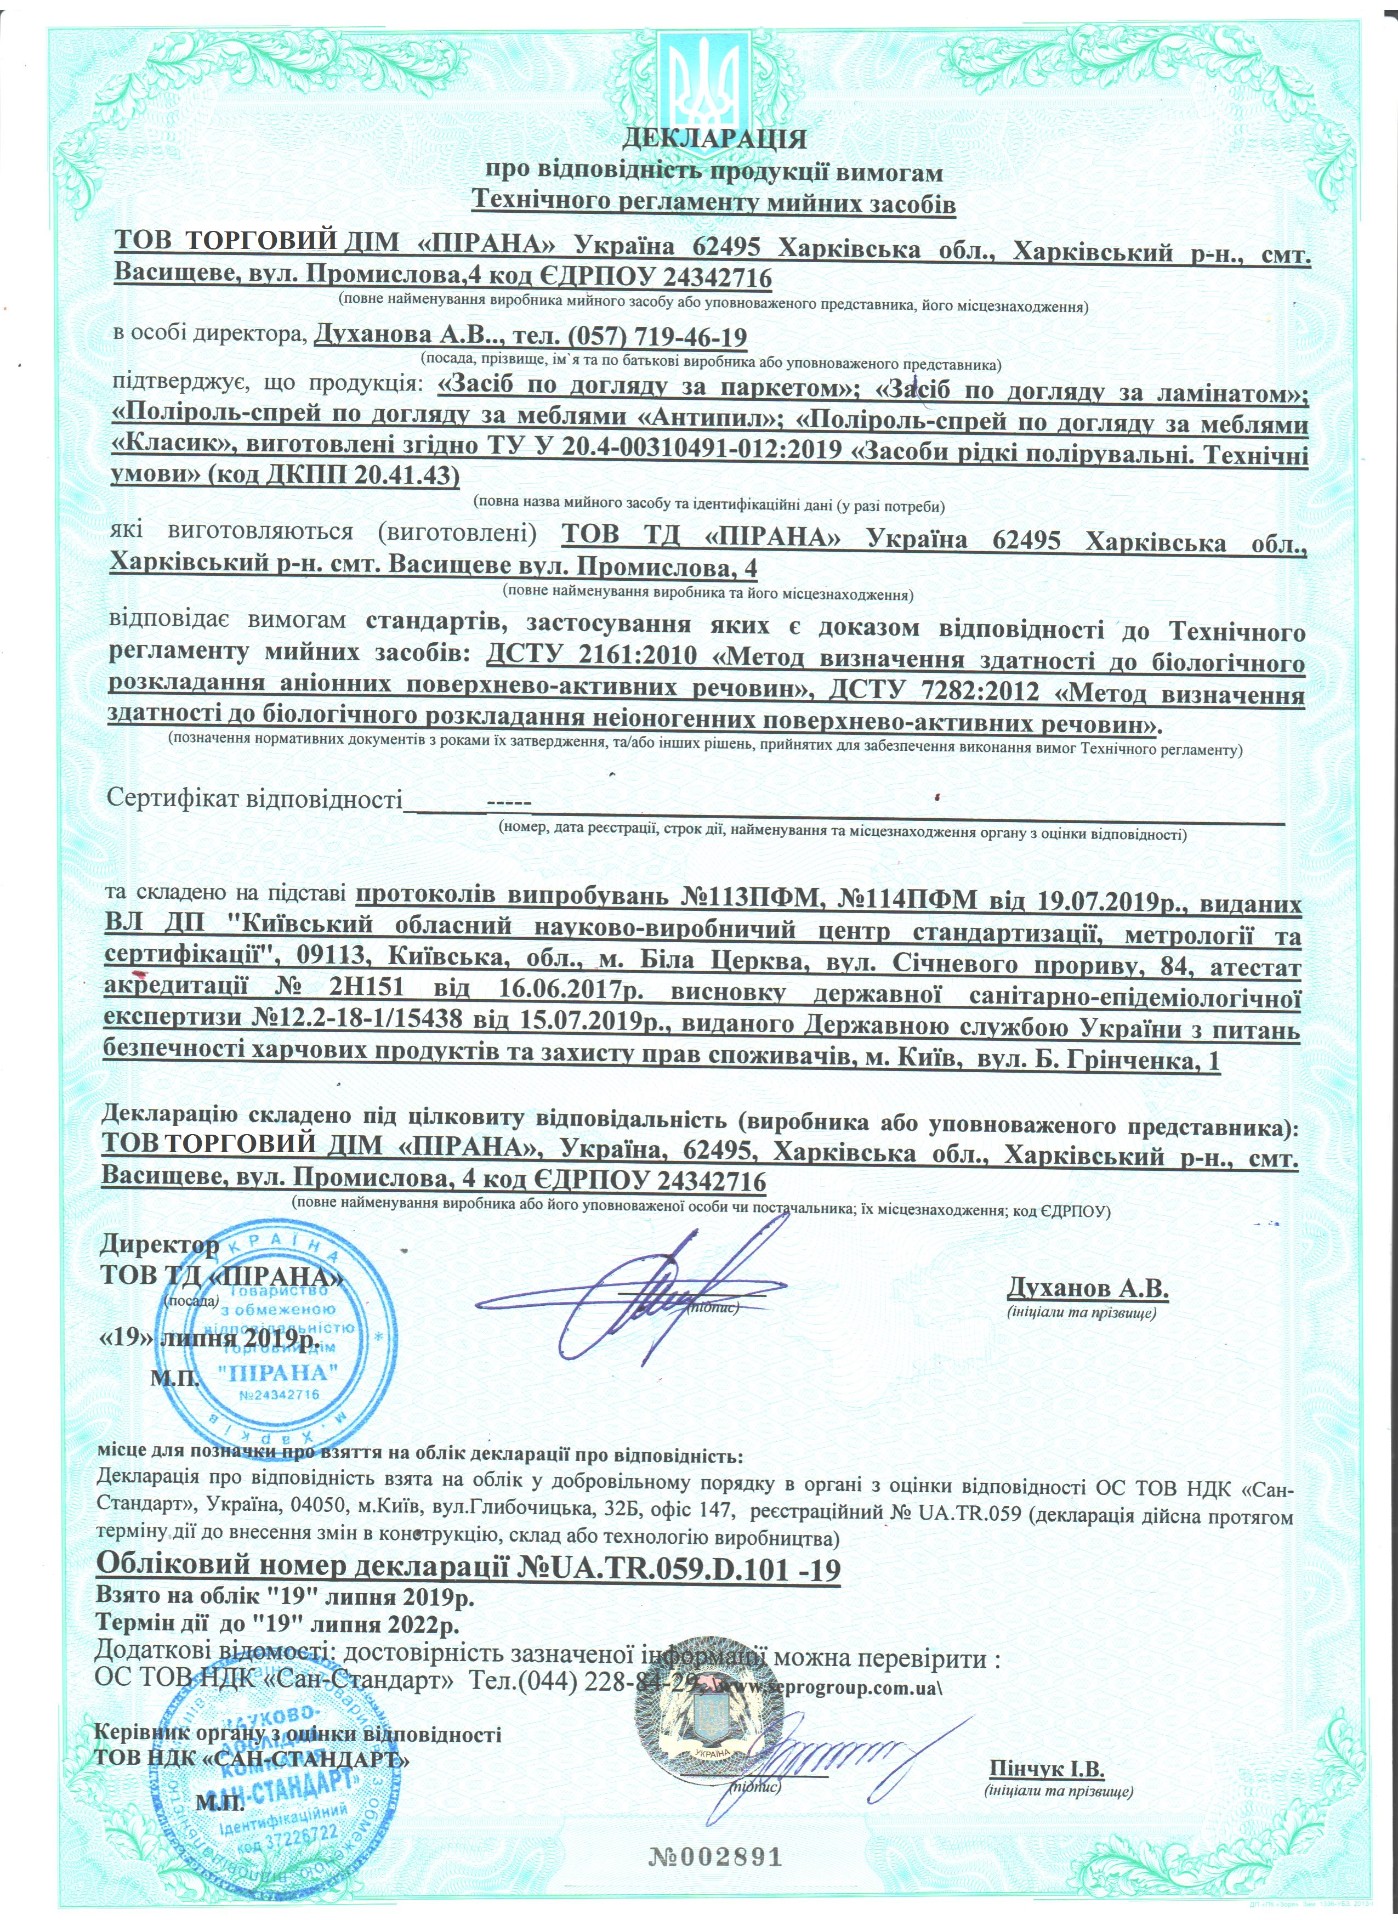 ДЕКЛАРАЦІЯ
про відповідність продукції вимогам
Технічного регламенту мийних засобів
ТОВ ТОРГОВИЙ ДІМ «ПІРАНА» Україна 62495 Харківська обл., Харківський р-н., смт.
Васищеве, вул. Промислова,4 код ЄДРПОУ 24342716
(повне найменування виробника мийного засобу або уповноваженого представника, його місцезнаходження)
в особі директора, Духанова А.В.., тел. (057) 719-46-19
(посада, прізвище, ім`я та по батькові виробника або уповноваженого представника)
підтверджує, що продукція: «Засіб по догляду за паркетом»; «Засіб по догляду за ламінатом»;
«Поліроль-спрей по догляду за меблями «Антипил»; «Поліроль-спрей по догляду за меблями
«Класик», виготовлені згідно ТУ У 20.4-00310491-012:2019 «Засоби рідкі полірувальні. Технічні
умови» (код ДКПП 20.41.43)
(повна назва мийного засобу та ідентифікаційні дані (у разі потреби)
які виготовляються (виготовлені) ТОВ ТД «ПІРАНА» Україна 62495 Харківська обл.,
Харківський р-н. смт. Васищеве вул. Промислова, 4
(повне найменування виробника та його місцезнаходження)
відповідає вимогам стандартів, застосування яких є доказом відповідності до Технічного
регламенту мийних засобів: ДСТУ 2161:2010 «Метод визначення здатності до біологічного
розкладання аніонних поверхнево-активних речовин», ДСТУ 7282:2012 «Метод визначення
здатності до біологічного розкладання неіоногенних поверхнево-активних речовин».
(позначення нормативних документів з роками їх затвердження, та/або інших рішень, прийнятих для забезпечення виконання вимог Технічного регламенту)
Сертифікат відповідності_ -----
(номер, дата реєстрації, строк дії, найменування та місцезнаходження органу з оцінки відповідності)
та складено на підставі протоколів випробувань №113ПФМ, №114ПФМ від 19.07.2019р., виданих
ВЛ ДП "Київський обласний науково-виробничий центр стандартизації, метрології та
сертифікації", 09113, Київська, обл., м. Біла Церква, вул. Січневого прориву, 84, атестат
акредитації № 2Н151 від 16.06.2017р. висновку державної санітарно-епідеміологічної
експертизи №12.2-18-1/15438 від 15.07.2019р., виданого Державною службою України з питань
безпечності харчових продуктів та захисту прав споживачів, м. Київ, вул. Б. Грінченка, 1
Декларацію складено під цілковиту відповідальність (виробника або уповноваженого представника):
ТОВ ТОРГОВИЙ ДІМ «ПІРАНА», Україна, 62495, Харківська обл., Харківський р-н., смт.
Васищеве, вул. Промислова, 4 код ЄДРПОУ 24342716
(повне найменування виробника або його уповноваженої особи чи постачальника; їх місцезнаходження; код ЄДРПОУ)
Директор
ТОВ ТД «ПІРАНА»
(посада)
(підпис)
Духанов А.В.
(ініціали та прізвище)
«19» липня 2019р.
М.П.
УКРАЇНА
Товариство
з обмеженою
відповідальністю
Торговий дім
"ПІРАНА"
№24342716
* м. Харків *
місце для позначки про взяття на облік декларації про відповідність:
Декларація про відповідність взята на облік у добровільному порядку в органі з оцінки відповідності ОС ТОВ НДК «Сан-
Стандарт», Україна, 04050, м.Київ, вул.Глибочицька, 32Б, офіс 147, реєстраційний № UA.TR.059 (декларація дійсна протягом
терміну дії до внесення змін в конструкцію, склад або технологію виробництва)
Обліковий номер декларації №UA.TR.059.D.101 -19
Взято на облік "19" липня 2019р.
Термін дії до "19" липня 2022р.
Додаткові відомості: достовірність зазначеної інформації можна перевірити :
ОС ТОВ НДК «Сан-Стандарт» Тел.(044) 228-84-29, \www.seprogroup.com.ua\
Керівник органу з оцінки відповідності
ТОВ НДК «САН-СТАНДАРТ»
М.П.
УКРАЇНА
(підпис)
Пінчук І.В.
(ініціали та прізвище)
НАУКОВО-
ДОСЛІДНА
КОМПАНІЯ
«САН-СТАНДАРТ»
Ідентифікаційний
код 37226722
№002891